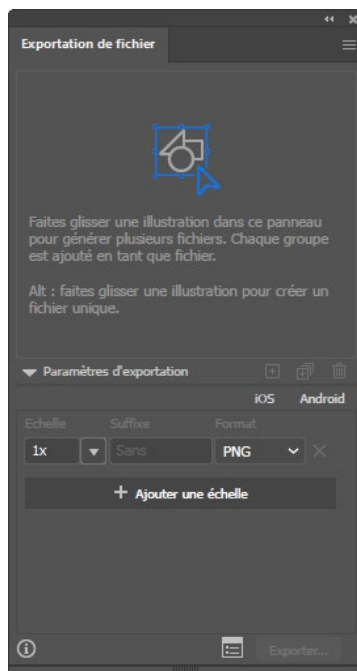 Exportation de fichier
Faites glisser une illustration dans ce panneau
pour générer plusieurs fichiers. Chaque groupe
est ajouté en tant que fichier.
Alt : faites glisser une illustration pour créer un
fichier unique.
Paramètres d'exportation
iOS Android
Echelle Suffixe Format
1x Sans PNG
+ Ajouter une échelle
Exporter...